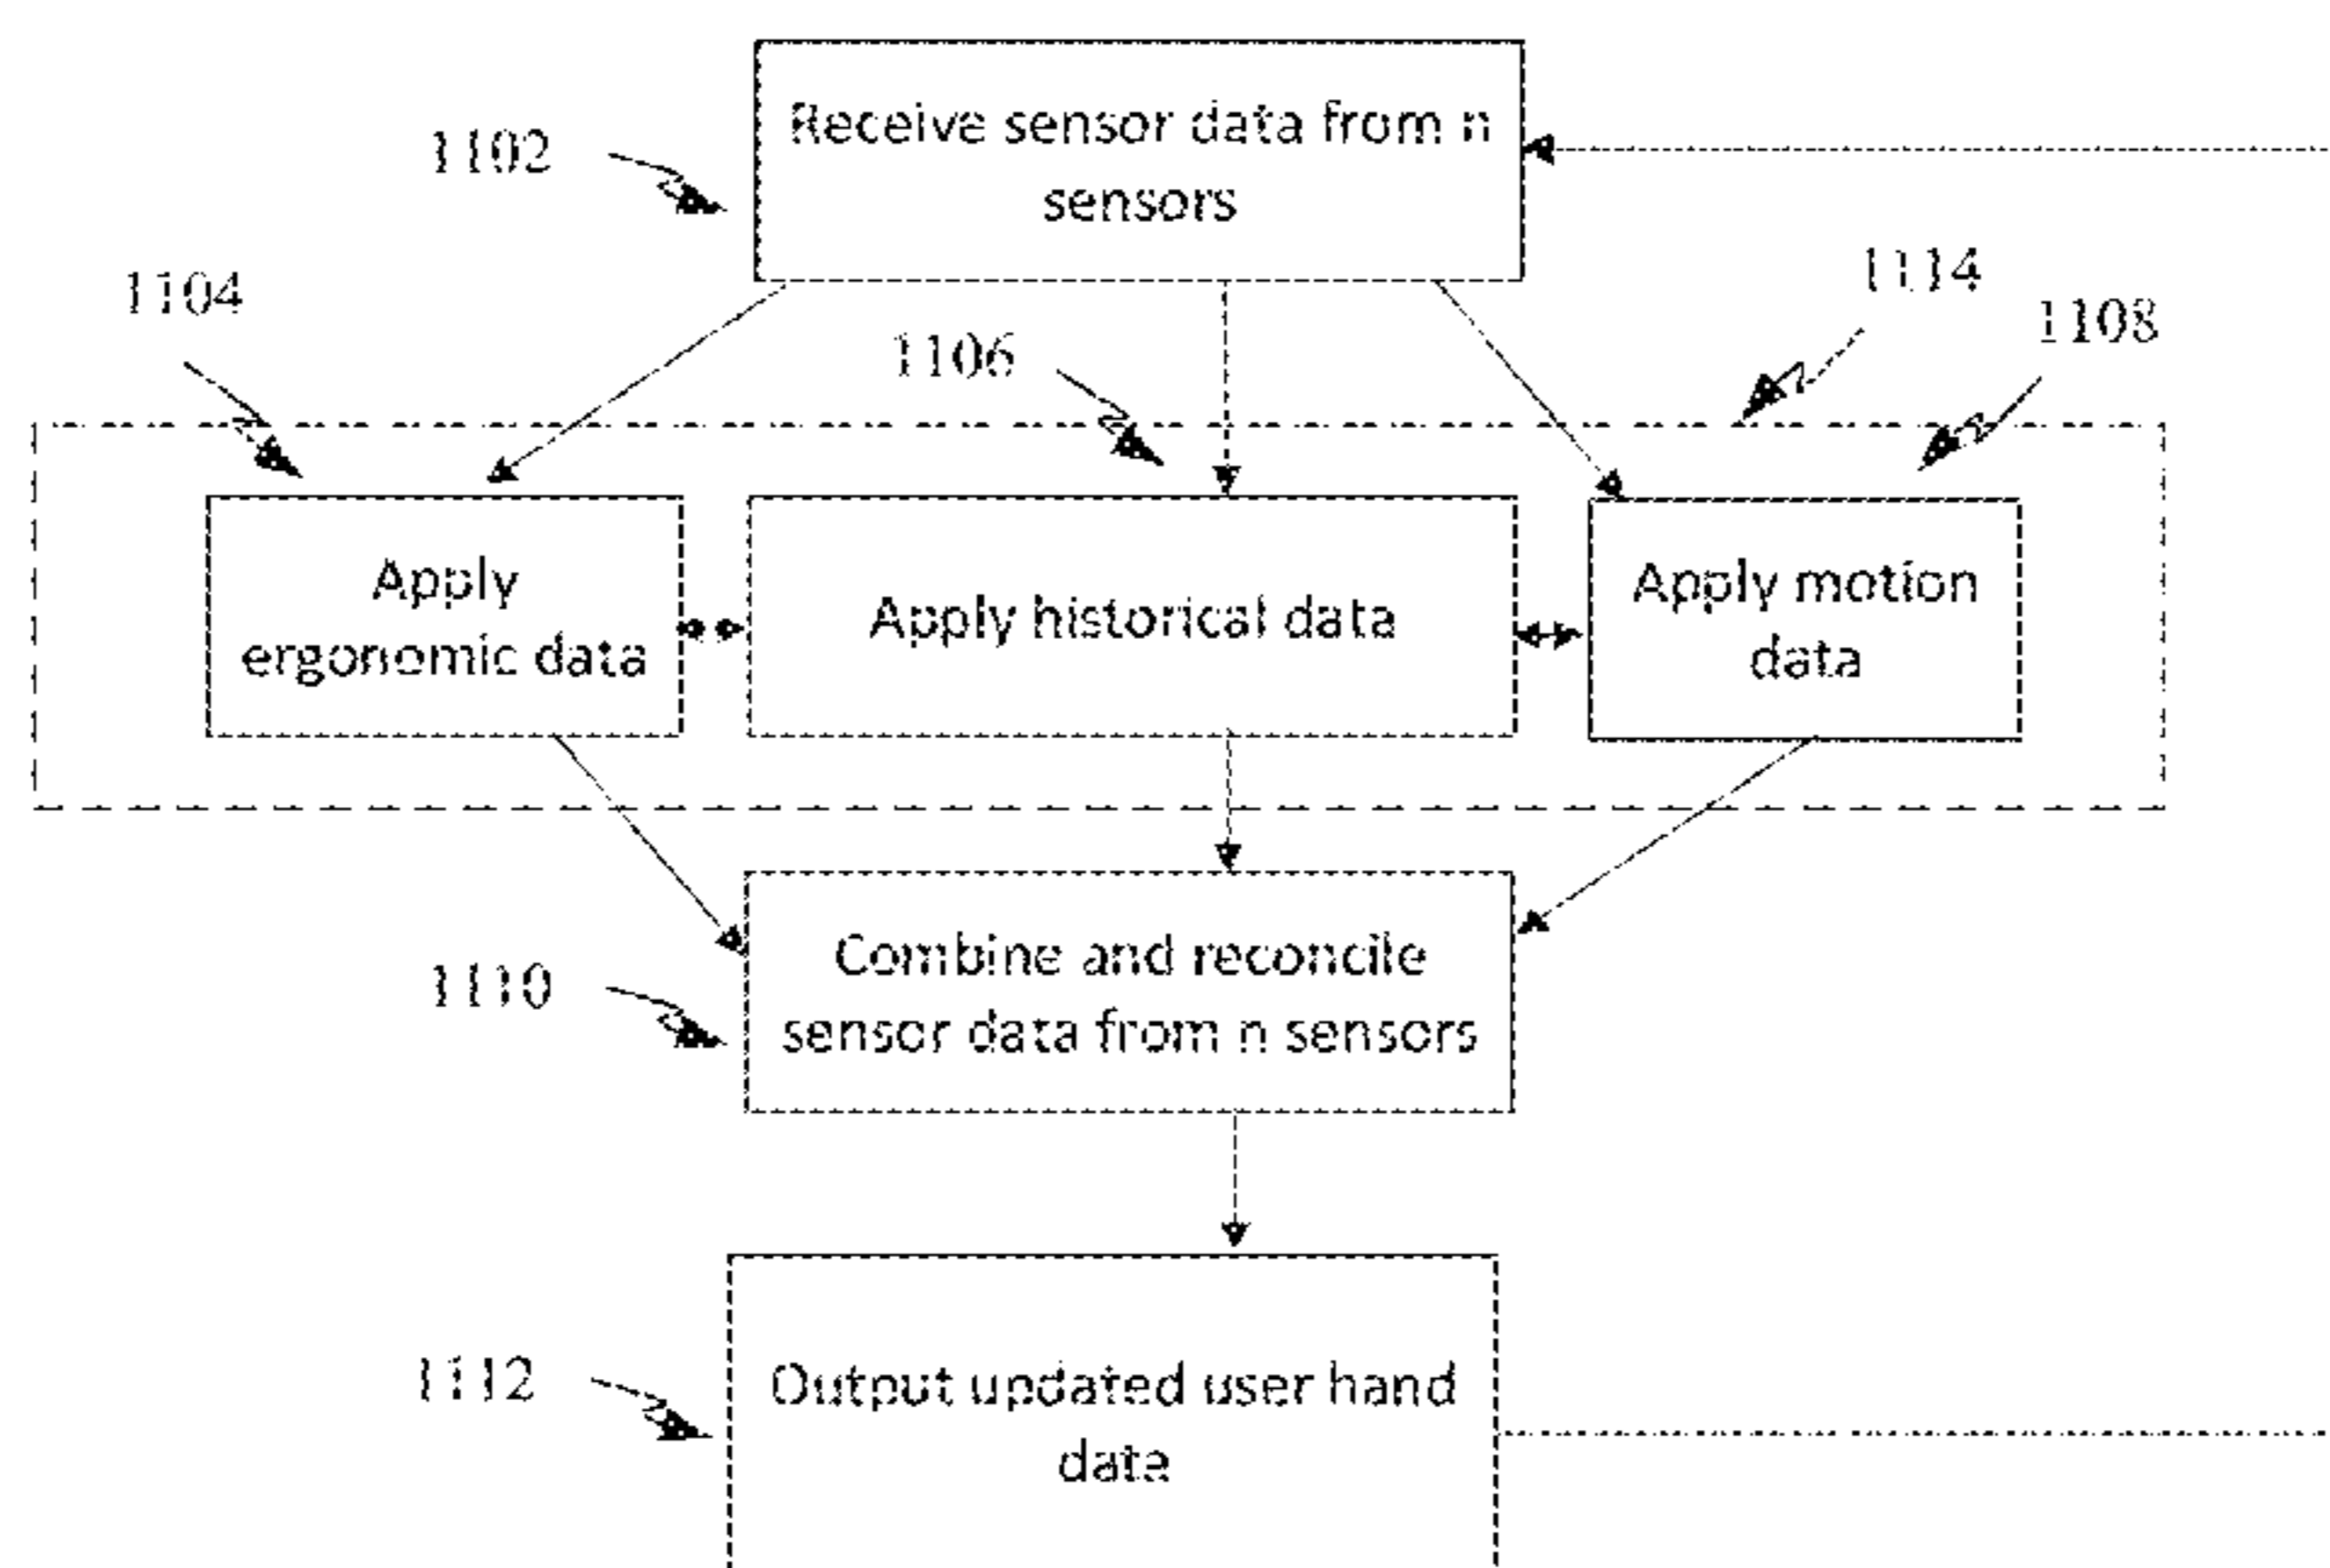 Receive sensor data from n
sensors
1102
1104
1106
1114
1108
Apply
ergonomic data
Apply historical data
Apply motion
data
Combine and reconcile
sensor data from n sensors
1110
Output updated user hand
data
1112